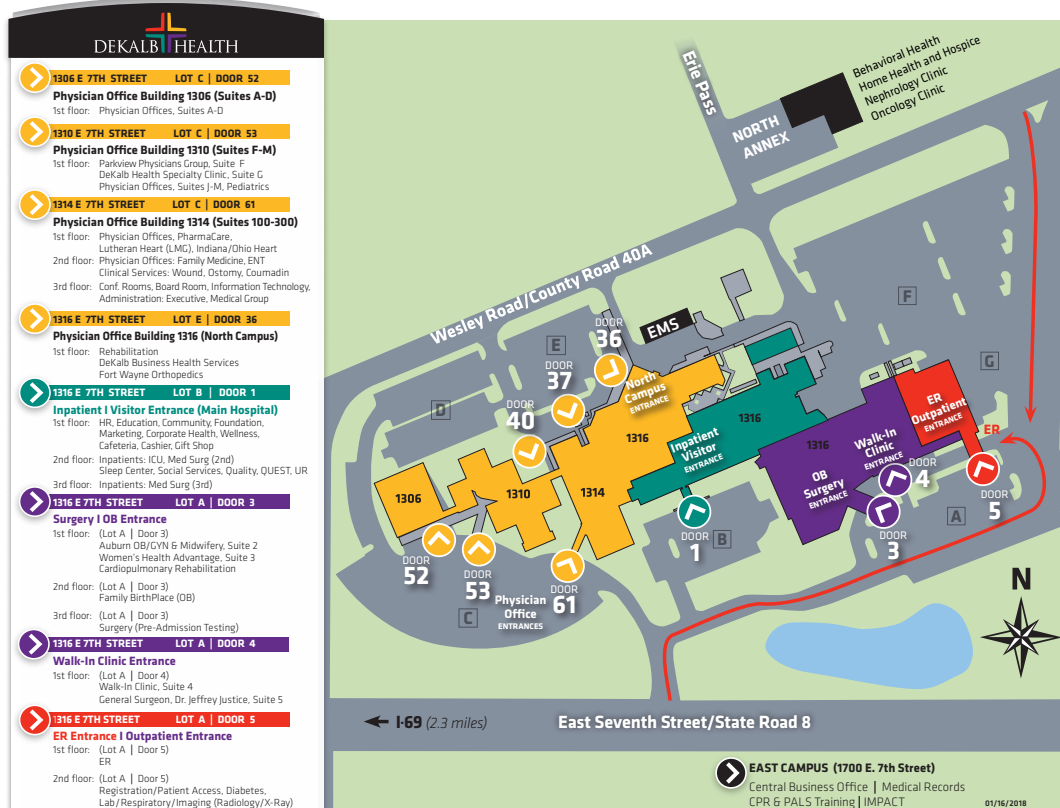 DEKALB HEALTH
1306 E 7TH STREET LOT C | DOOR 52
Physician Office Building 1306 (Suites A-D)
1st floor: Physician Offices, Suites A-D
1310 E 7TH STREET LOT C | DOOR 53
Physician Office Building 1310 (Suites F-M)
1st floor: Parkview Physicians Group, Suite F
DeKalb Health Specialty Clinic, Suite G
Physician Offices, Suites J-M, Pediatrics
1314 E 7TH STREET LOT C | DOOR 61
Physician Office Building 1314 (Suites 100-300)
1st floor: Physician Offices, PharmaCare,
Lutheran Heart (LMG), Indiana/Ohio Heart
2nd floor: Physician Offices: Family Medicine, ENT
Clinical Services: Wound, Ostomy, Coumadin
3rd floor: Conf. Rooms, Board Room, Information Technology,
Administration: Executive, Medical Group
1316 E 7TH STREET LOT E | DOOR 36
Physician Office Building 1316 (North Campus)
1st floor: Rehabilitation
DeKalb Business Health Services
Fort Wayne Orthopedics
1316 E 7TH STREET LOT B | DOOR 1
Inpatient I Visitor Entrance (Main Hospital)
1st floor: HR, Education, Community, Foundation,
Marketing, Corporate Health, Wellness,
Cafeteria, Cashier, Gift Shop
2nd floor: Inpatients: ICU, Med Surg (2nd)
Sleep Center, Social Services, Quality, QUEST, UR
3rd floor: Inpatients: Med Surg (3rd)
1316 E 7TH STREET LOT A | DOOR 3
Surgery I OB Entrance
1st floor: (Lot A | Door 3)
Auburn OB/GYN & Midwifery, Suite 2
Women's Health Advantage, Suite 3
Cardiopulmonary Rehabilitation
2nd floor: (Lot A | Door 3)
Family BirthPlace (OB)
3rd floor: (Lot A | Door 3)
Surgery (Pre-Admission Testing)
1316 E 7TH STREET LOT A | DOOR 4
Walk-In Clinic Entrance
1st floor: (Lot A | Door 4)
Walk-In Clinic, Suite 4
General Surgeon, Dr. Jeffrey Justice, Suite 5
1316 E 7TH STREET LOT A | DOOR 5
ER Entrance I Outpatient Entrance
1st floor: (Lot A | Door 5)
ER
2nd floor: (Lot A | Door 5)
Registration/Patient Access, Diabetes,
Lab/Respiratory/Imaging (Radiology/X-Ray)
Erie Pass
NORTH
ANNEX
Behavioral Health
Home Health and Hospice
Nephrology Clinic
Oncology Clinic
Wesley Road/County Road 40A
EMS
F
G
E
D
DOOR
36
DOOR
37
DOOR
40
North
Campus
ENTRANCE
1316
Inpatient
Visitor
ENTRANCE
1316
1316
ER
Outpatient
ENTRANCE
ER
Walk-In
Clinic
ENTRANCE
OB
Surgery
ENTRANCE
1306
1310
1314
DOOR
4
DOOR
5
A
DOOR
3
DOOR
1
B
DOOR
52
DOOR
53
DOOR
61
C
Physician
Office
ENTRANCES
N
I-69 (2.3 miles)
East Seventh Street/State Road 8
EAST CAMPUS (1700 E. 7th Street)
Central Business Office | Medical Records
CPR & PALS Training | IMPACT
01/16/2018